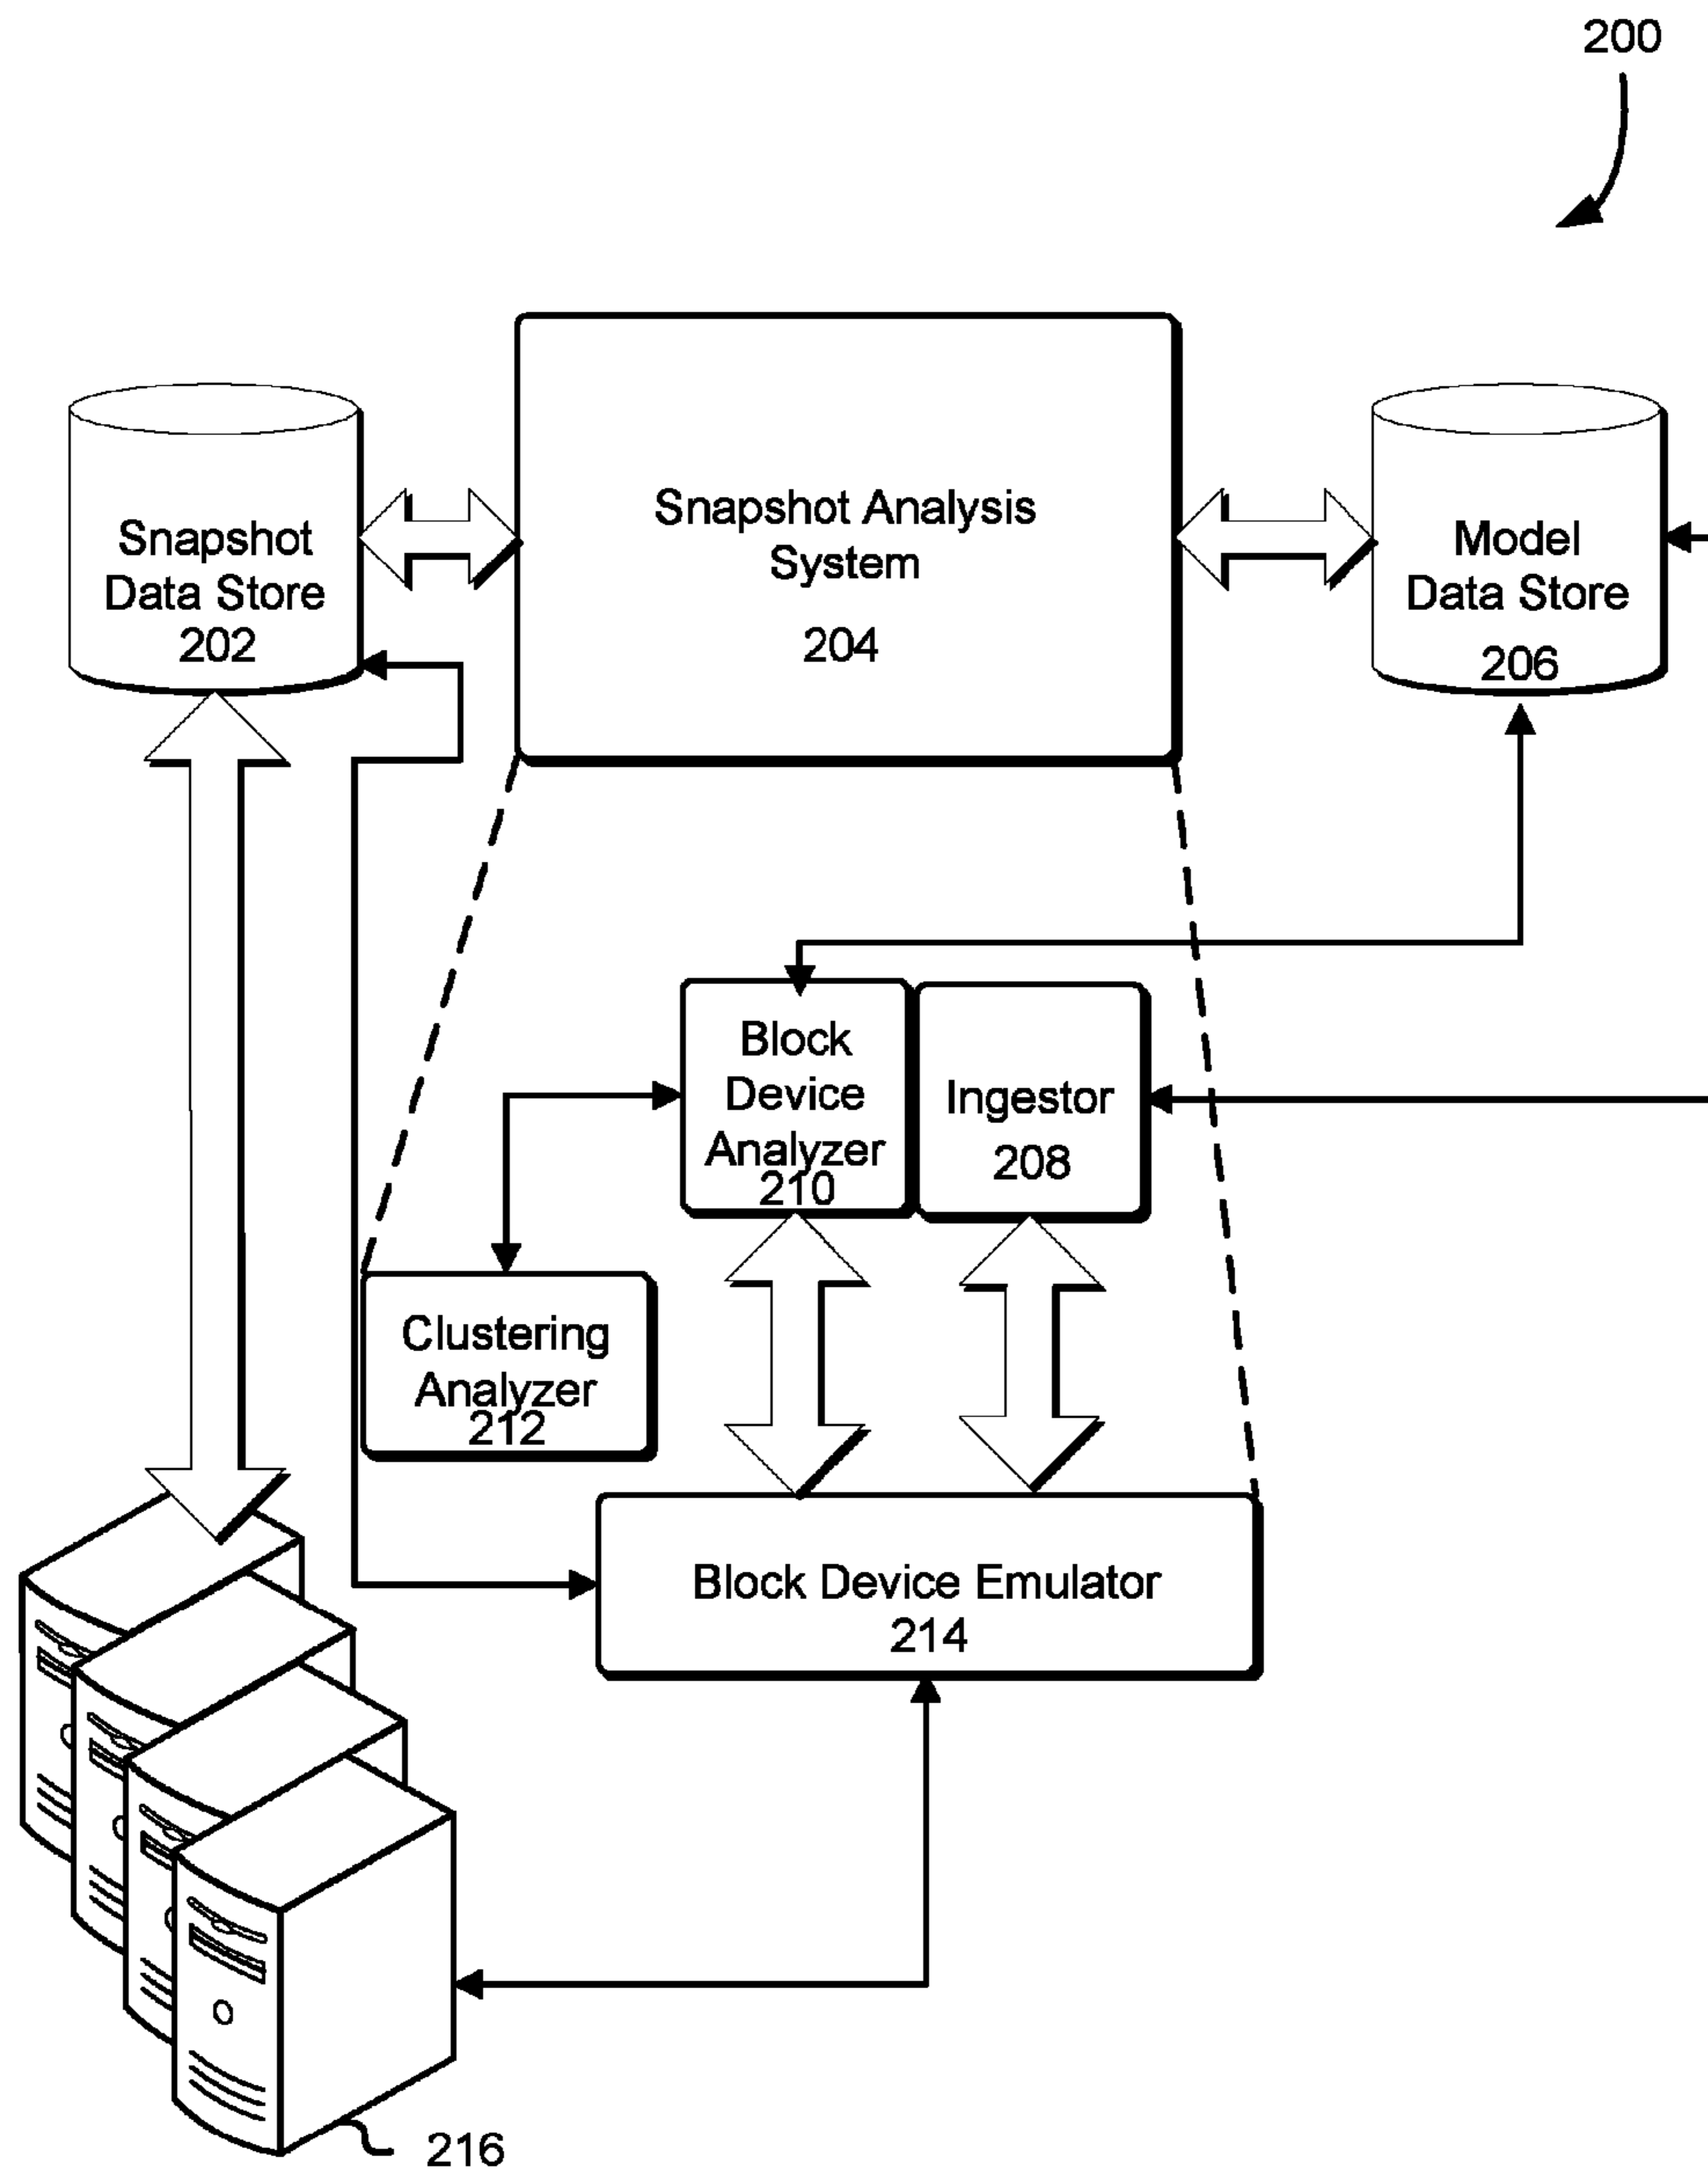 200
Snapshot
Data Store
202
Snapshot Analysis
System
204
Model
Data Store
206
Block
Device
Analyzer
210
Ingestor
208
Clustering
Analyzer
212
Block Device Emulator
214
216